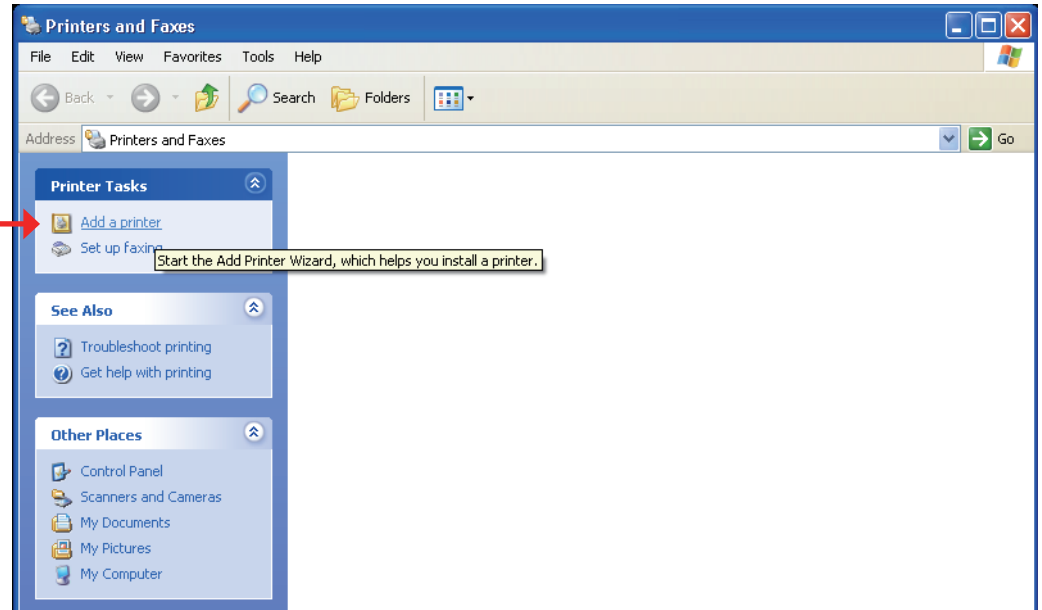 Printers and Faxes
File Edit View Favorites Tools Help
Back Search Folders
Address Printers and Faxes Go
Printer Tasks
Add a printer
Set up faxing
Start the Add Printer Wizard, which helps you install a printer.
See Also
Troubleshoot printing
Get help with printing
Other Places
Control Panel
Scanners and Cameras
My Documents
My Pictures
My Computer